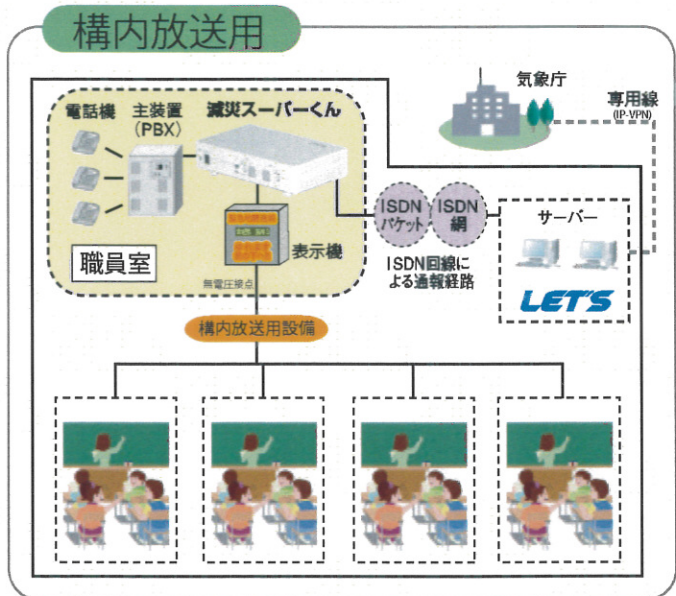 構内放送用
電話機
主装置
(PBX)
減災スーパーくん
気象庁
専用線
(IP-VPN)
ISDN
パケット
ISDN
網
サーバー
表示機
職員室
ISDN回線に
よる通報経路
LET'S
無電圧接点
構内放送用設備